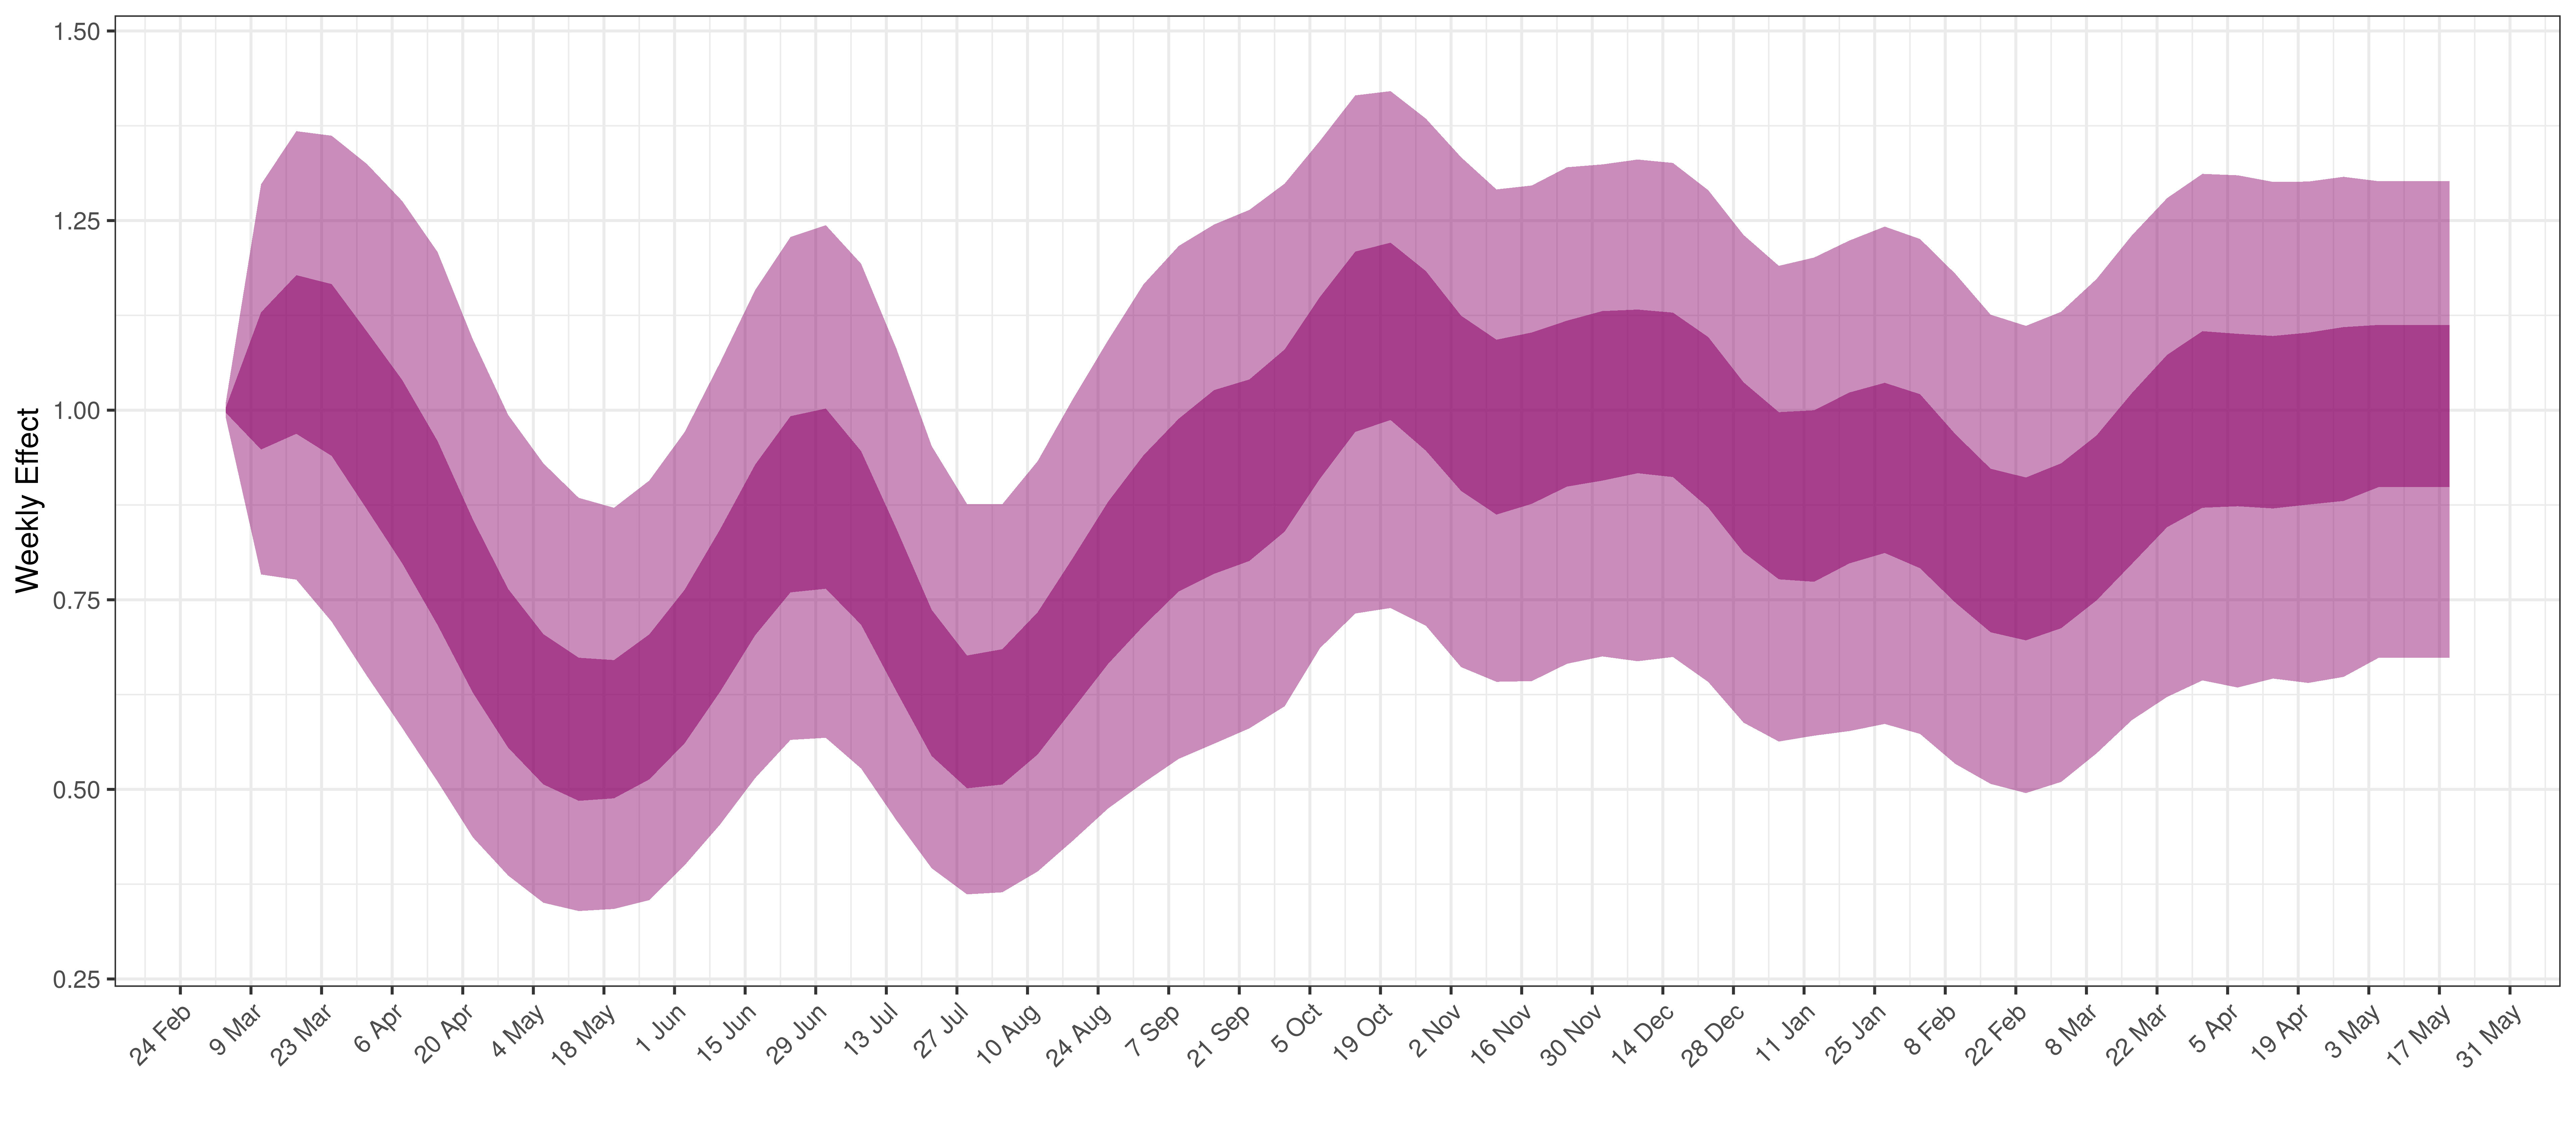 Weekly Effect
1.50
1.25
1.00
0.75
0.50
0.25
24 Feb
9 Mar
23 Mar
6 Apr
20 Apr
4 May
18 May
1 Jun
15 Jun
29 Jun
13 Jul
27 Jul
10 Aug
24 Aug
7 Sep
21 Sep
5 Oct
19 Oct
2 Nov
16 Nov
30 Nov
14 Dec
28 Dec
11 Jan
25 Jan
8 Feb
22 Feb
8 Mar
22 Mar
5 Apr
19 Apr
3 May
17 May
31 May